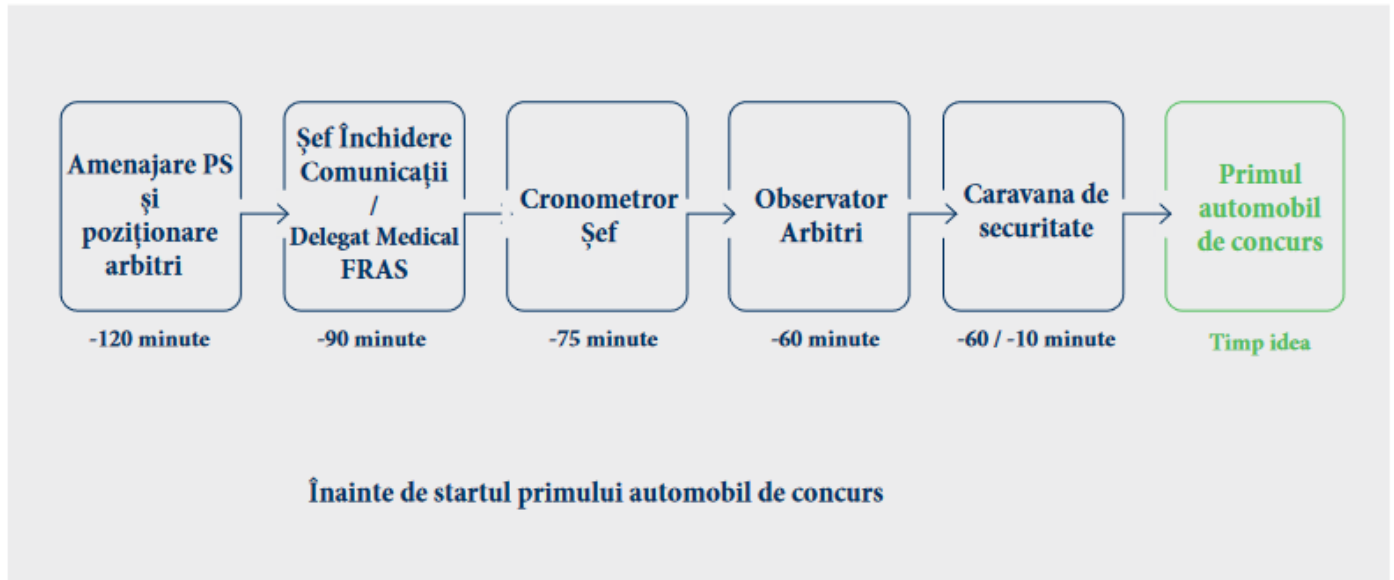 Amenajare PS
și
poziționare
arbitri
-120 minute
Șef Închidere
Comunicații
/
Delegat Medical
FRAS
-90 minute
Cronometror
Șef
-75 minute
Observator
Arbitri
-60 minute
Caravana de
securitate
-60 / -10 minute
Primul
automobil
de concurs
Timp idea
Înainte de startul primului automobil de concurs